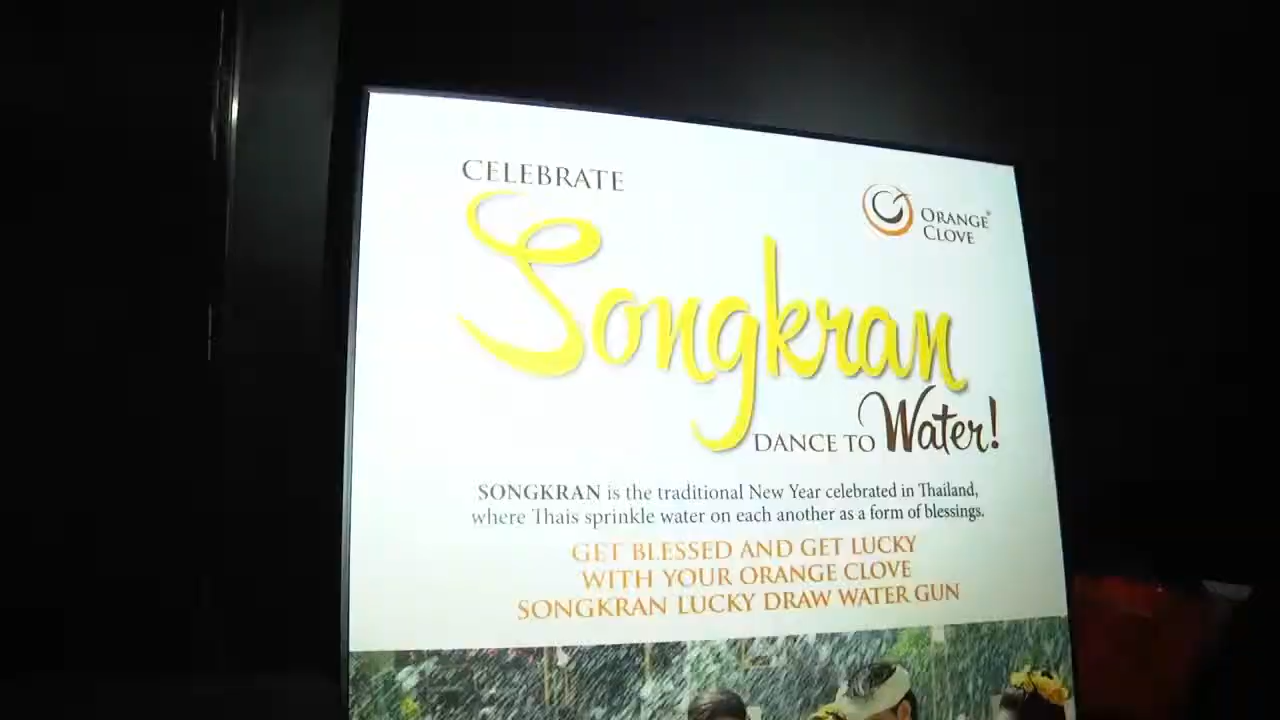 CELEBRATE
ORANGE®
CLOVE
Songkran
DANCE TO Water!
SONGKRAN is the traditional New Year celebrated in Thailand,
where Thais sprinkle water on each another as a form of blessings.
GET BLESSED AND GET LUCKY
WITH YOUR ORANGE CLOVE
SONGKRAN LUCKY DRAW WATER GUN